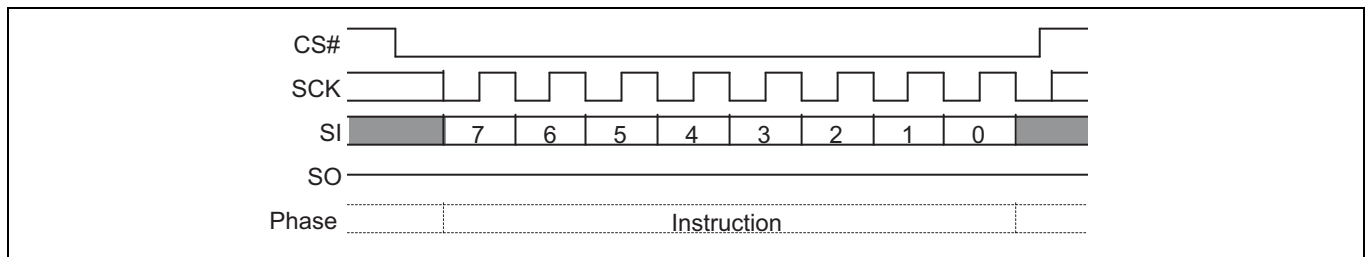 CS#
SCK
SI 7 6 5 4 3 2 1 0
SO
Phase Instruction